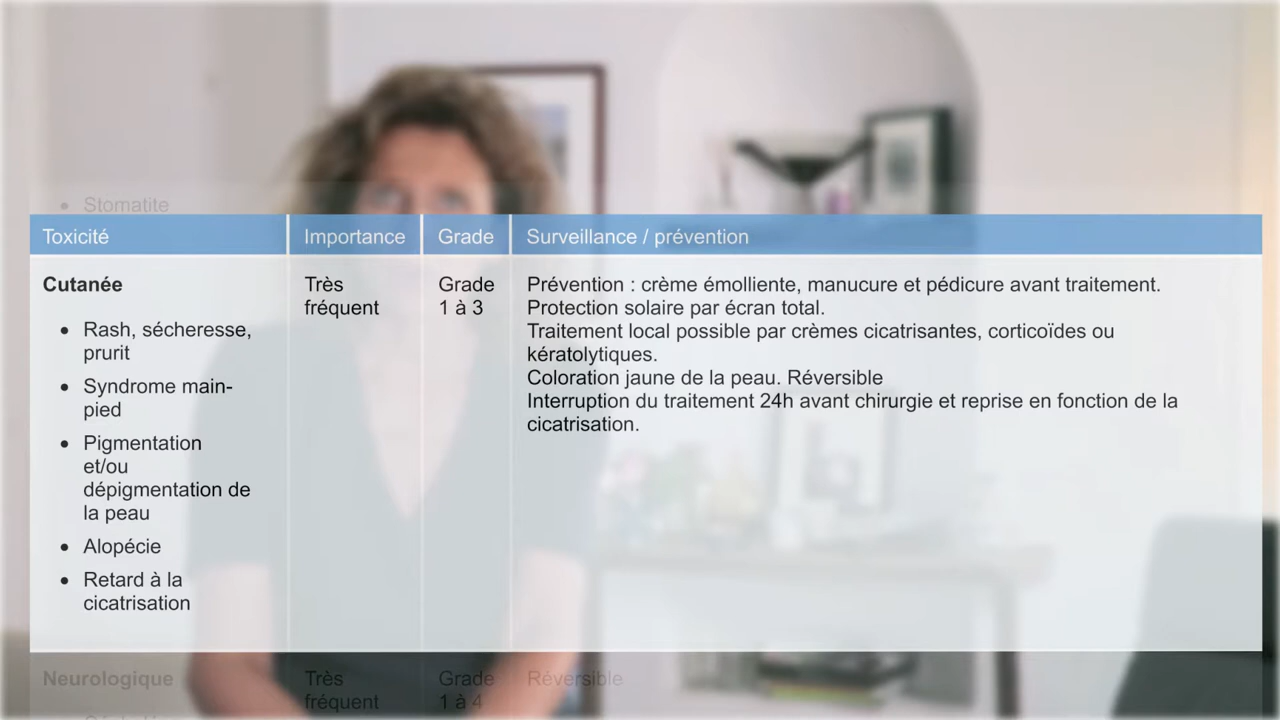 Stomatite
Toxicité
Importance
Grade
Surveillance / prévention
Cutanée
Rash, sécheresse,
prurit
Syndrome main-
pied
Pigmentation
et/ou
dépigmentation de
la peau
Alopécie
Retard à la
cicatrisation
Très
fréquent
Grade
1 à 3
Prévention : crème émolliente, manucure et pédicure avant traitement.
Protection solaire par écran total.
Traitement local possible par crèmes cicatrisantes, corticoïdes ou
kératolytiques.
Coloration jaune de la peau. Réversible
Interruption du traitement 24h avant chirurgie et reprise en fonction de la
cicatrisation.
Neurologique
Très
fréquent
Grade
1 à 4
Réversible